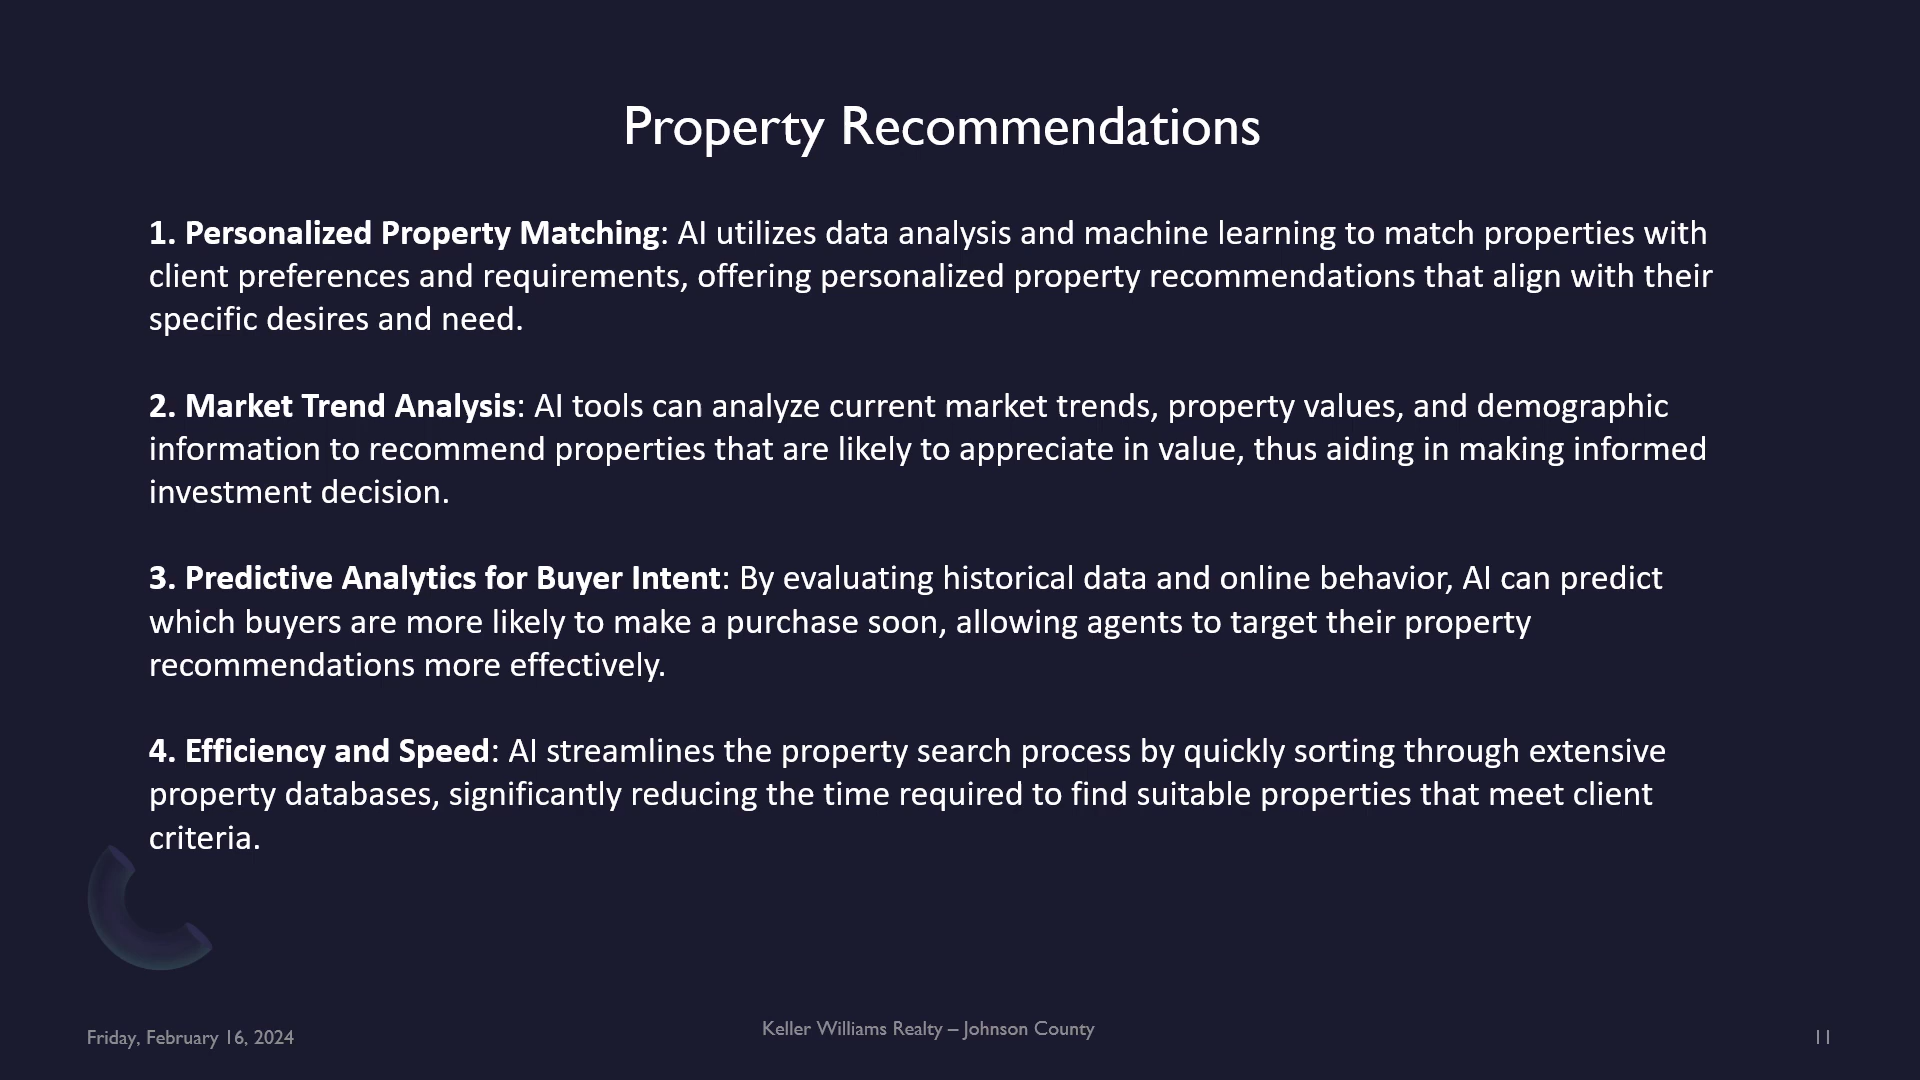 Property Recommendations
1. Personalized Property Matching: AI utilizes data analysis and machine learning to match properties with
client preferences and requirements, offering personalized property recommendations that align with their
specific desires and need.
2. Market Trend Analysis: AI tools can analyze current market trends, property values, and demographic
information to recommend properties that are likely to appreciate in value, thus aiding in making informed
investment decision.
3. Predictive Analytics for Buyer Intent: By evaluating historical data and online behavior, AI can predict
which buyers are more likely to make a purchase soon, allowing agents to target their property
recommendations more effectively.
4. Efficiency and Speed: AI streamlines the property search process by quickly sorting through extensive
property databases, significantly reducing the time required to find suitable properties that meet client
criteria.
Friday, February 16, 2024
Keller Williams Realty – Johnson County
11